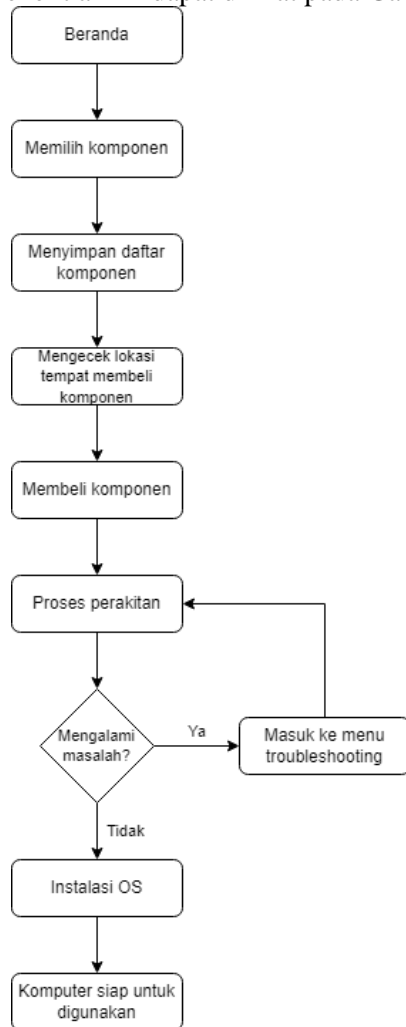 Beranda
Memilih komponen
Menyimpan daftar
komponen
Mengecek lokasi
tempat membeli
komponen
Membeli komponen
Proses perakitan
Mengalami
masalah?
Ya
Masuk ke menu
troubleshooting
Tidak
Instalasi OS
Komputer siap untuk
digunakan